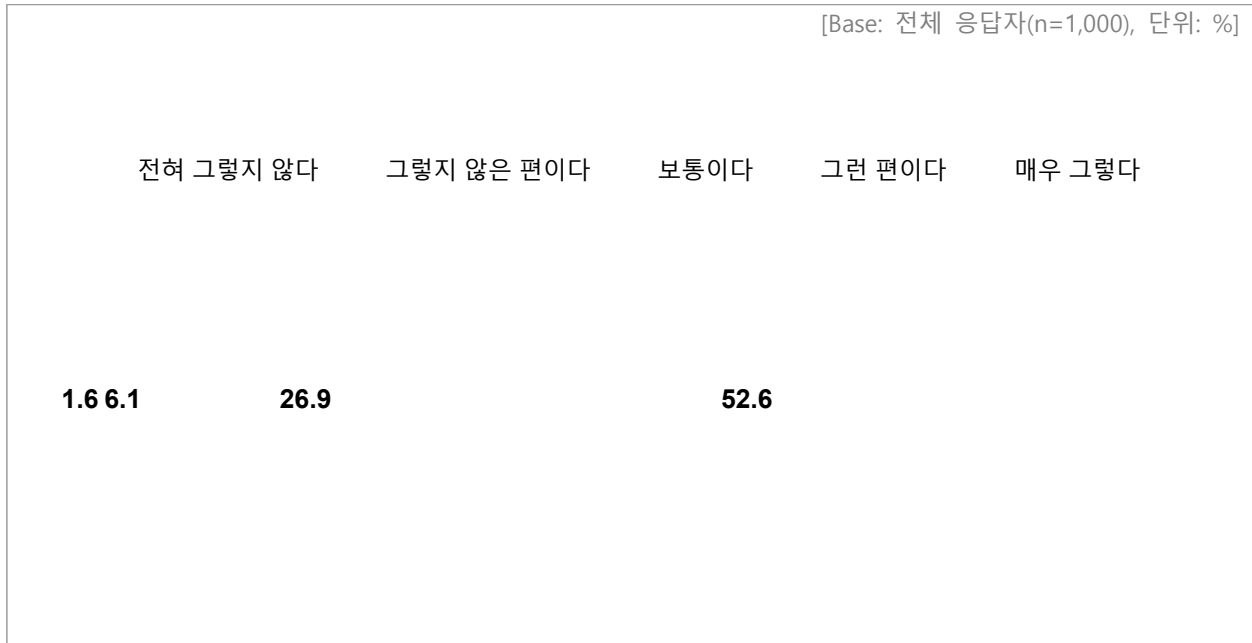 [Base: 전체 응답자(n=1,000), 단위: %]
전혀 그렇지 않다 그렇지 않은 편이다 보통이다 그런 편이다 매우 그렇다
1.6 6.1 26.9 52.6